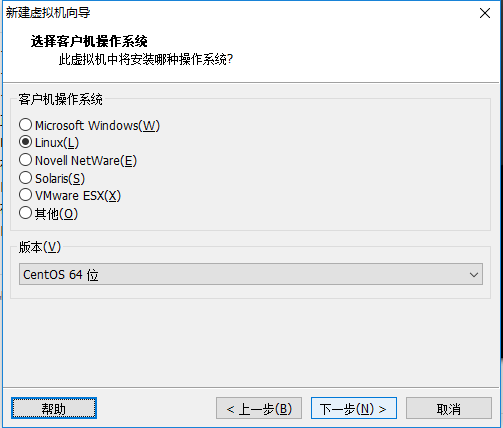 新建虚拟机向导
选择客户机操作系统
此虚拟机中将安装哪种操作系统?
客户机操作系统
Microsoft Windows(W)
Linux(L)
Novell NetWare(E)
Solaris(S)
VMware ESX(X)
其他(O)
版本(V)
CentOS 64 位
帮助
< 上一步(B)
下一步(N) >
取消